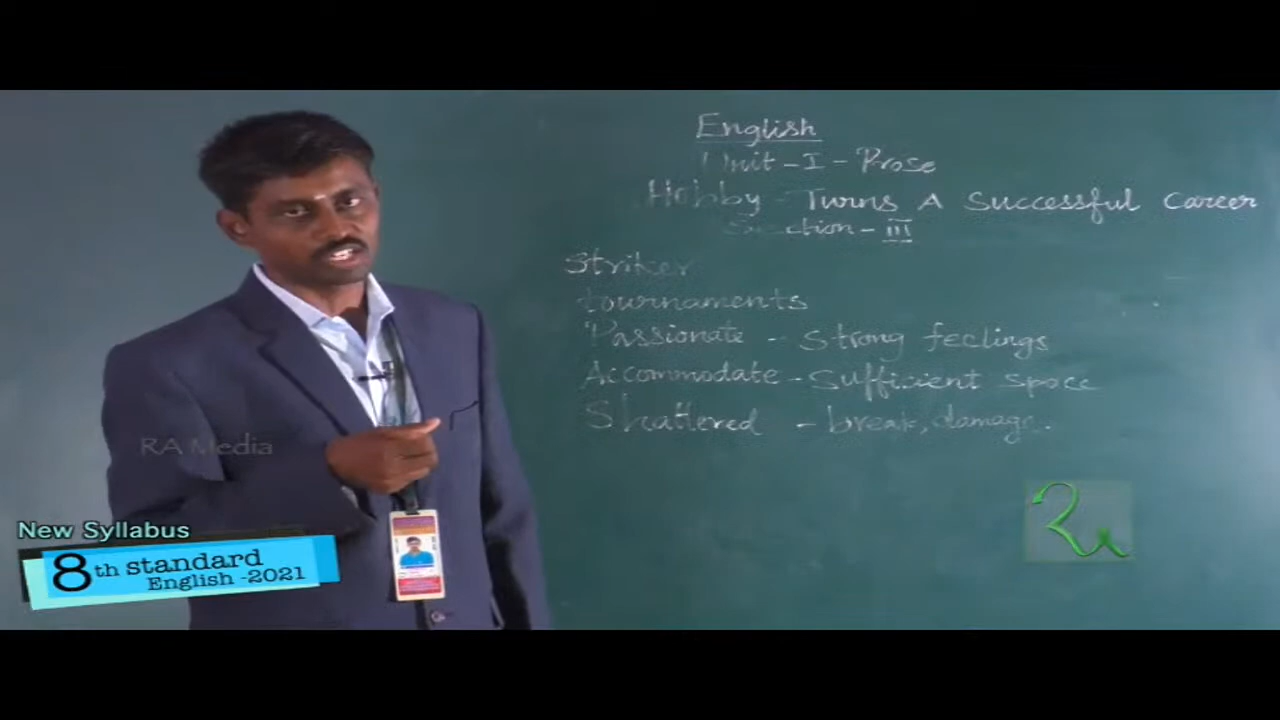 English
Unit - I - Prose
Hobby - Turns A Successful Career
Section - III
Striker
tournaments
Passionate - Strong feelings
Accommodate - Sufficient space
Shattered - break, damage.
RA Media
New Syllabus
8th standard
English -2021